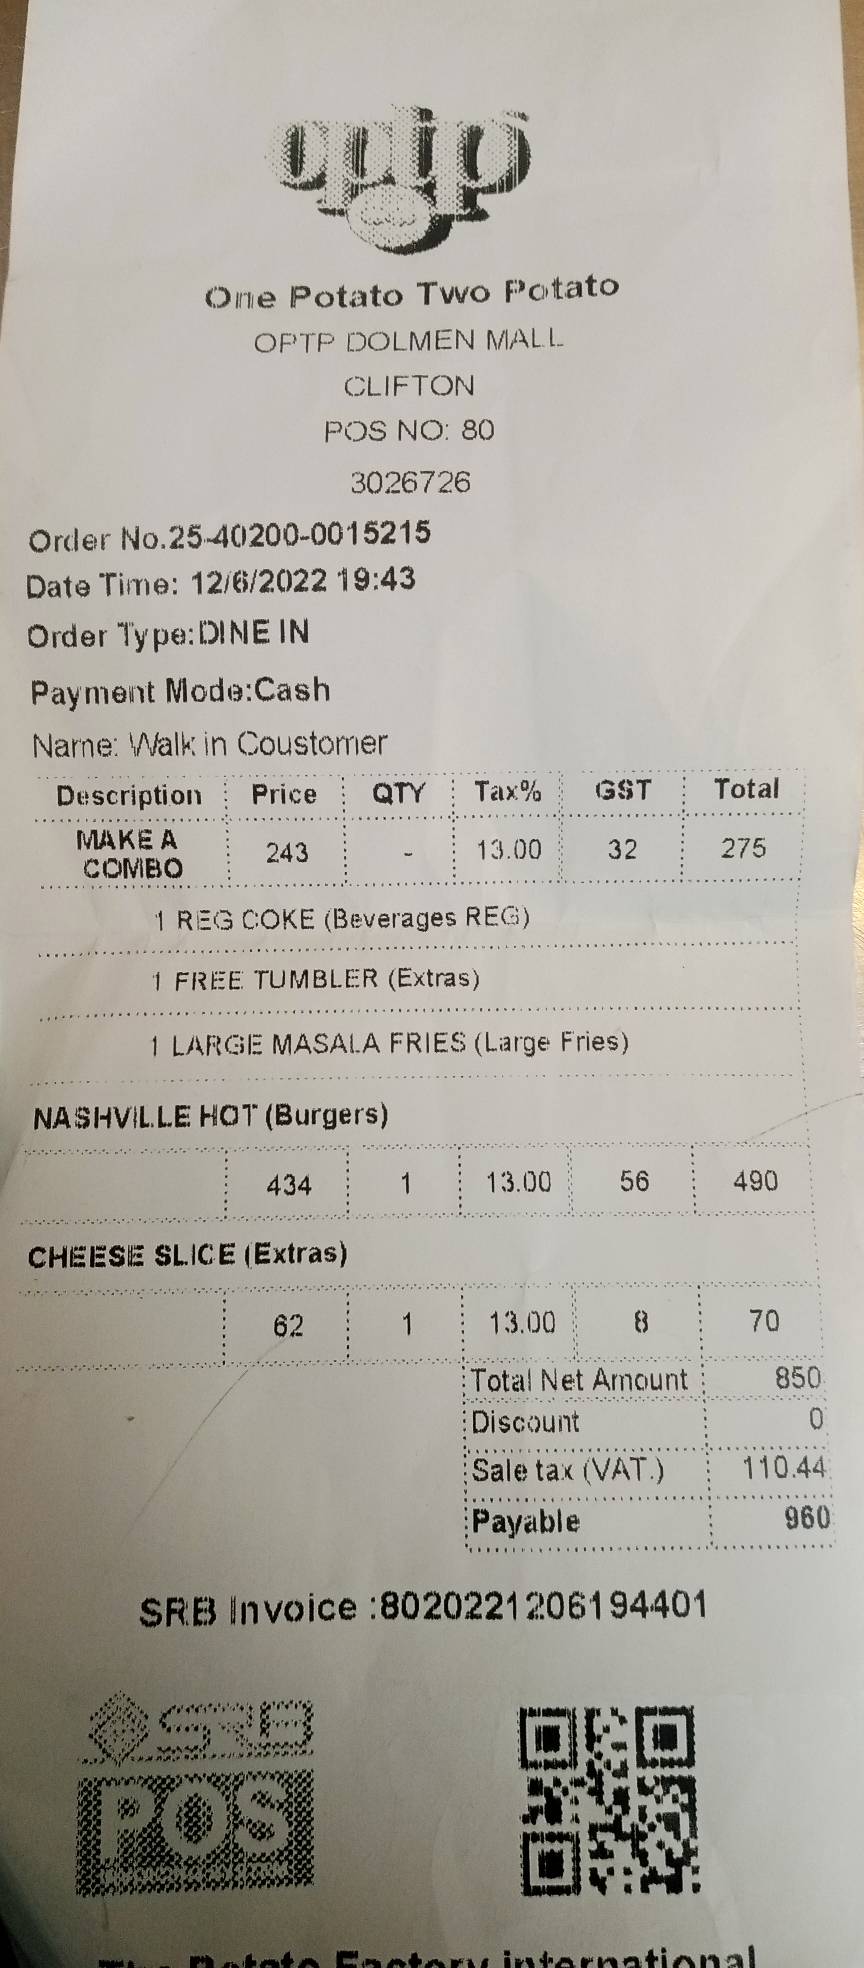 optp
One Potato Two Potato
OPTP DOLMEN MALL
CLIFTON
POS NO: 80
3026726
Order No.25-40200-0015215
Date Time: 12/6/2022 19:43
Order Type:DINE IN
Payment Mode:Cash
Name: Walk in Coustomer
Description Price QTY Tax% GST Total
MAKE A
COMBO 243 - 13.00 32 275
1 REG COKE (Beverages REG)
1 FREE TUMBLER (Extras)
1 LARGE MASALA FRIES (Large Fries)
NASHVILLE HOT (Burgers)
434 1 13.00 56 490
CHEESE SLICE (Extras)
62 1 13.00 8 70
Total Net Amount 850
Discount 0
Sale tax (VAT.) 110.44
Payable 960
SRB Invoice :8020221206194401
SRB
POS
The Potato Factory international